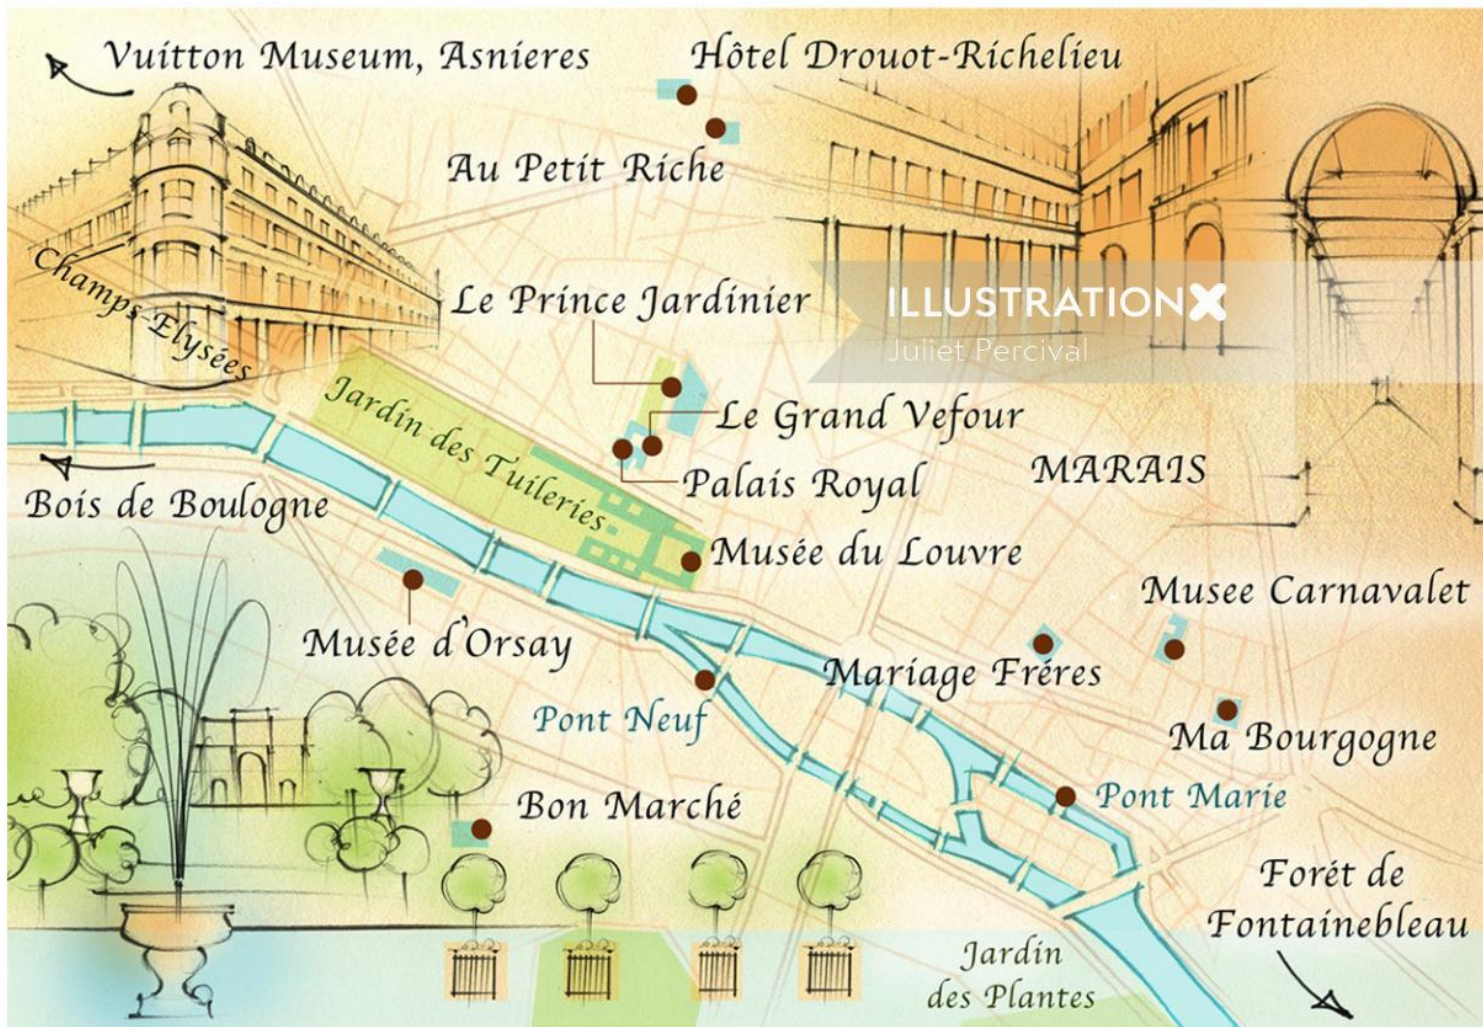 Vuitton Museum, Asnieres
Hôtel Drouot-Richelieu
Au Petit Riche
Champs-Elysées
Le Prince Jardinier
ILLUSTRATIONX
Juliet Percival
Jardin des Tuileries
Le Grand Vefour
Palais Royal
MARAIS
Bois de Boulogne
Musée du Louvre
Musee Carnavalet
Musée d'Orsay
Mariage Fréres
Pont Neuf
Ma Bourgogne
Bon Marché
Pont Marie
Forét de
Fontainebleau
Jardin
des Plantes